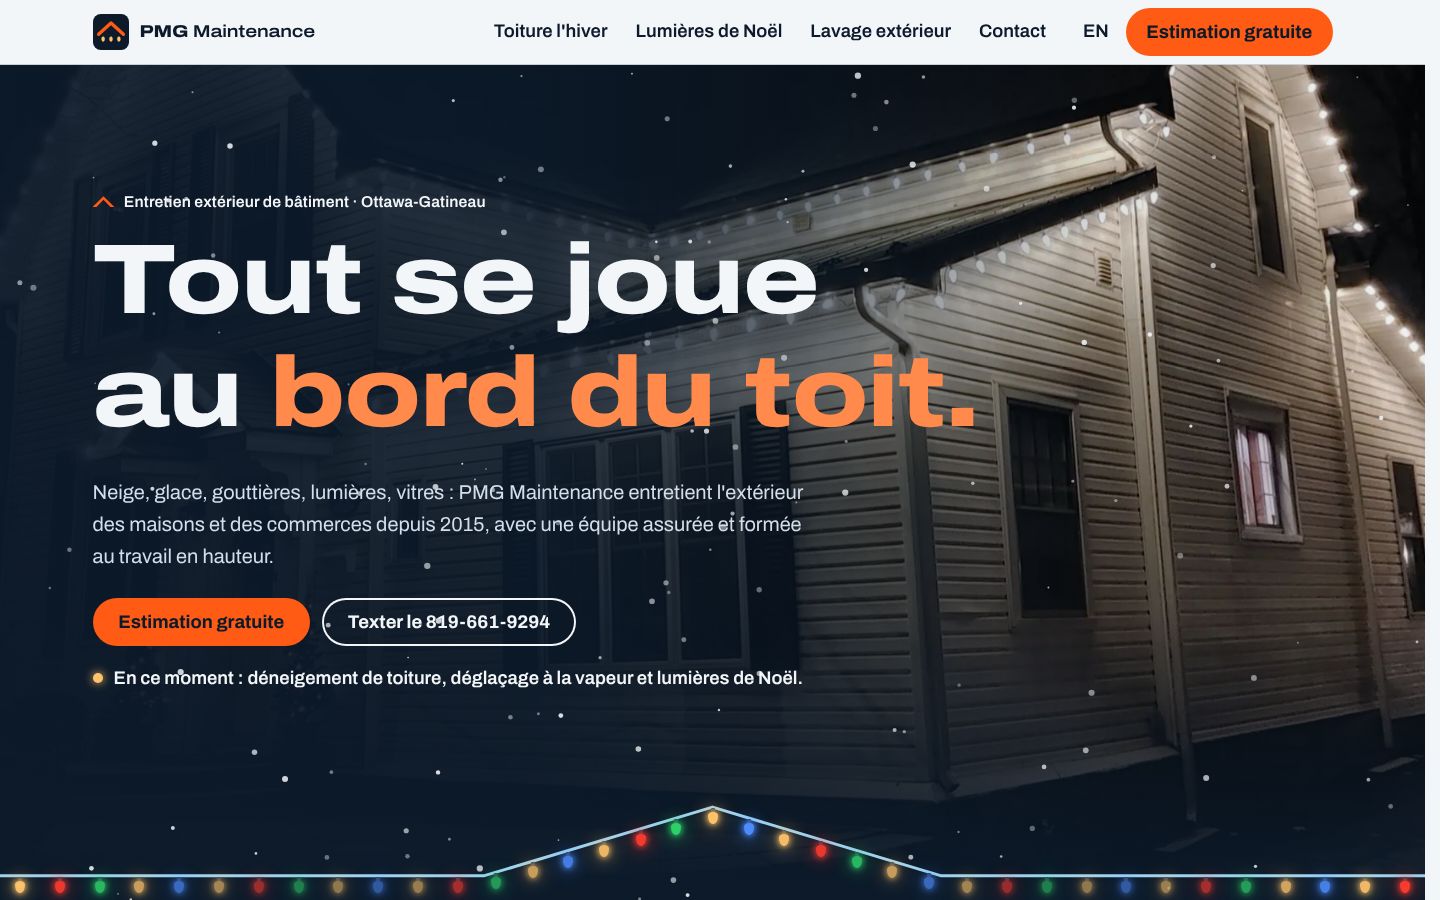 PMG Maintenance
Toiture l'hiver
Lumières de Noël
Lavage extérieur
Contact
EN
Estimation gratuite
Entretien extérieur de bâtiment · Ottawa-Gatineau
Tout se joue
au bord du toit.
Neige, glace, gouttières, lumières, vitres : PMG Maintenance entretient l'extérieur
des maisons et des commerces depuis 2015, avec une équipe assurée et formée
au travail en hauteur.
Estimation gratuite
Texter le 819-661-9294
En ce moment : déneigement de toiture, déglaçage à la vapeur et lumières de Noël.